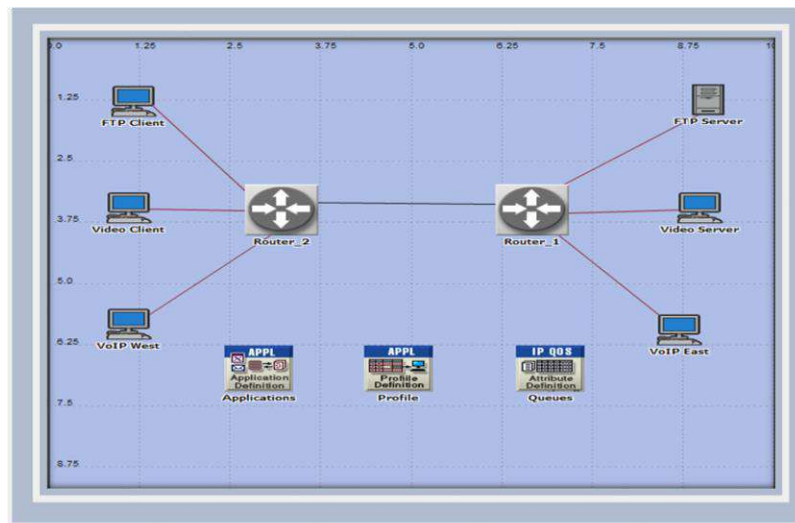 0.0 1.25 2.5 3.75 5.0 6.25 7.5 8.75
1.25
FTP Client
FTP Server
2.5
3.75
Video Client
Router_2
Router_1
Video Server
5.0
VoIP West
VoIP East
6.25
APPL
Application
Definition
Applications
APPL
Profile
Definition
Profile
IP QOS
Attribute
Definition
Queues
7.5
8.75